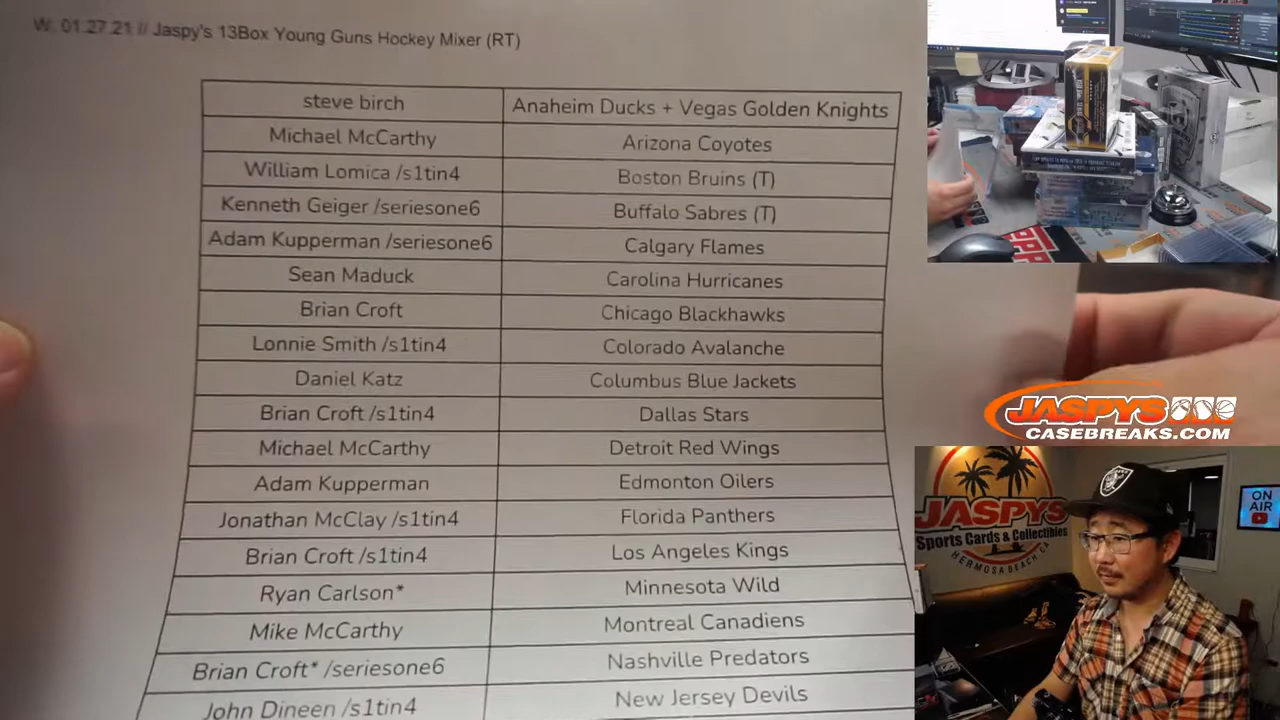 W. 01.27.21 // Jaspy's 13Box Young Guns Hockey Mixer (RT)
steve birch Anaheim Ducks + Vegas Golden Knights
Michael McCarthy Arizona Coyotes
William Lomica /s1tin4 Boston Bruins (T)
Kenneth Geiger /seriesone6 Buffalo Sabres (T)
Adam Kupperman /seriesone6 Calgary Flames
Sean Maduck Carolina Hurricanes
Brian Croft Chicago Blackhawks
Lonnie Smith /s1tin4 Colorado Avalanche
Daniel Katz Columbus Blue Jackets
Brian Croft /s1tin4 Dallas Stars
Michael McCarthy Detroit Red Wings
Adam Kupperman Edmonton Oilers
Jonathan McClay /s1tin4 Florida Panthers
Brian Croft /s1tin4 Los Angeles Kings
Ryan Carlson* Minnesota Wild
Mike McCarthy Montreal Canadiens
Brian Croft* /seriesone6 Nashville Predators
John Dineen /s1tin4 New Jersey Devils
JASPYS
CASEBREAKS.COM
JASPYS
Sports Cards & Collectibles
HERMOSA BEACH, CA
ON
AIR